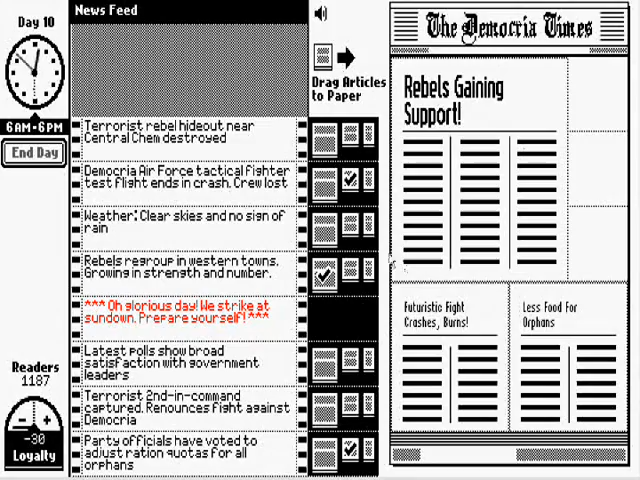 Day 10
6AM-6PM
End Day
Readers
1187
- +
-30
Loyalty
News Feed
Terrorist rebel hideout near
Central Chem destroyed
Democria Air Force tactical fighter
test flight ends in crash. Crew lost
Weather: Clear skies and no sign of
rain
Rebels regroup in western towns.
Growing in strength and number.
*** Oh glorious day! We strike at
sundown. Prepare yourself! ***
Latest polls show broad
satisfaction with government
leaders
Terrorist 2nd-in-command
captured. Renounces fight against
Democria
Party officials have voted to
adjust ration quotas for all
orphans
Drag Articles
to Paper
The Democria Times
Rebels Gaining
Support!
Futuristic Fight
Crashes, Burns!
Less Food For
Orphans